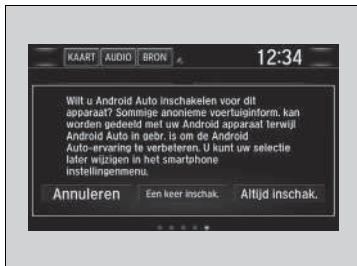 KAART AUDIO BRON 12:34
Wilt u Android Auto inschakelen voor dit
apparaat? Sommige anonieme voertuiginform. kan
worden gedeeld met uw Android apparaat terwijl
Android Auto in gebr. is om de Android
Auto-ervaring te verbeteren. U kunt uw selectie
later wijzigen in het smartphone
instellingenmenu.
Annuleren Een keer inschak. Altijd inschak.